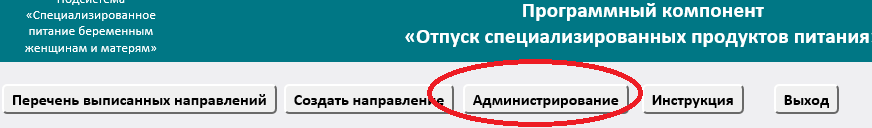 Подсистема
«Специализированное
питание беременным
женщинам и матерям»
Программный компонент
«Отпуск специализированных продуктов питания»
Перечень выписанных направлений Создать направление Администрирование Инструкция Выход